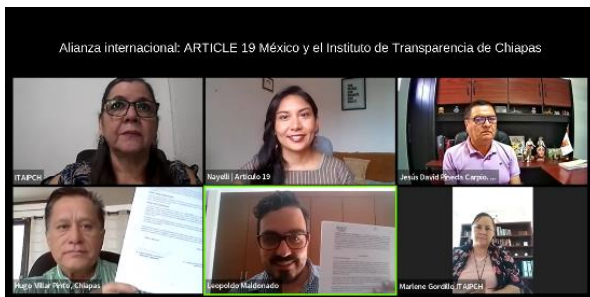 Alianza internacional: ARTICLE 19 México y el Instituto de Transparencia de Chiapas
ITAIPCH
Nayelli | Artículo 19
Jesús David Pineda Carpio. ...
Hugo Villar Pinto, Chiapas
Leopoldo Maldonado
Marlene Gordillo ITAIPCH